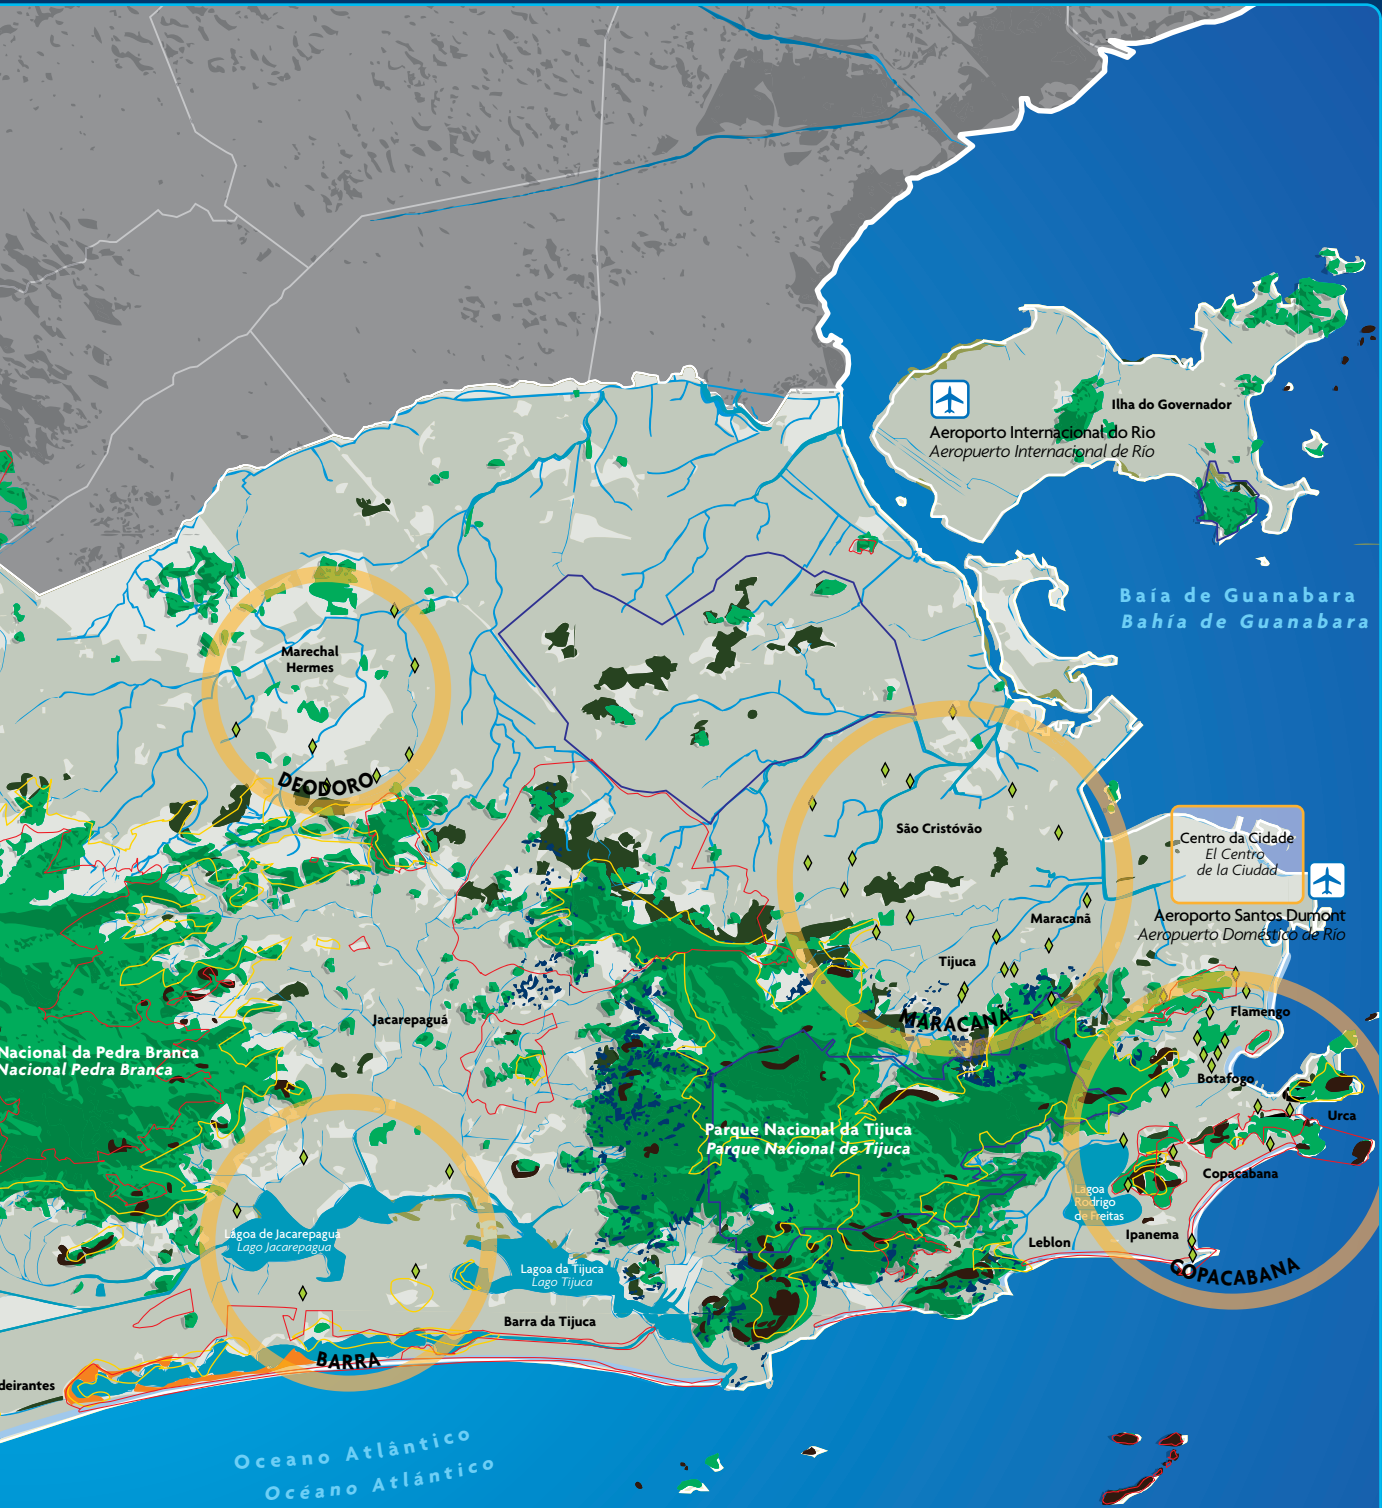 Ilha do Governador
Aeroporto Internacional do Rio
Aeropuerto Internacional de Río
Baía de Guanabara
Bahía de Guanabara
Marechal
Hermes
DEODORO
São Cristóvão
Centro da Cidade
El Centro
de la Ciudad
Aeroporto Santos Dumont
Aeropuerto Doméstico de Río
Maracanã
Tijuca
MARACANÃ
Jacarepaguá
Flamengo
Nacional da Pedra Branca
Nacional Pedra Branca
Botafogo
Urca
Parque Nacional da Tijuca
Parque Nacional de Tijuca
Copacabana
Lagoa
Rodrigo
de Freitas
Lagoa de Jacarepaguá
Lago Jacarepagua
Leblon
Ipanema
COPACABANA
Lagoa da Tijuca
Lago Tijuca
Barra da Tijuca
BARRA
deirantes
Oceano Atlântico
Océano Atlántico